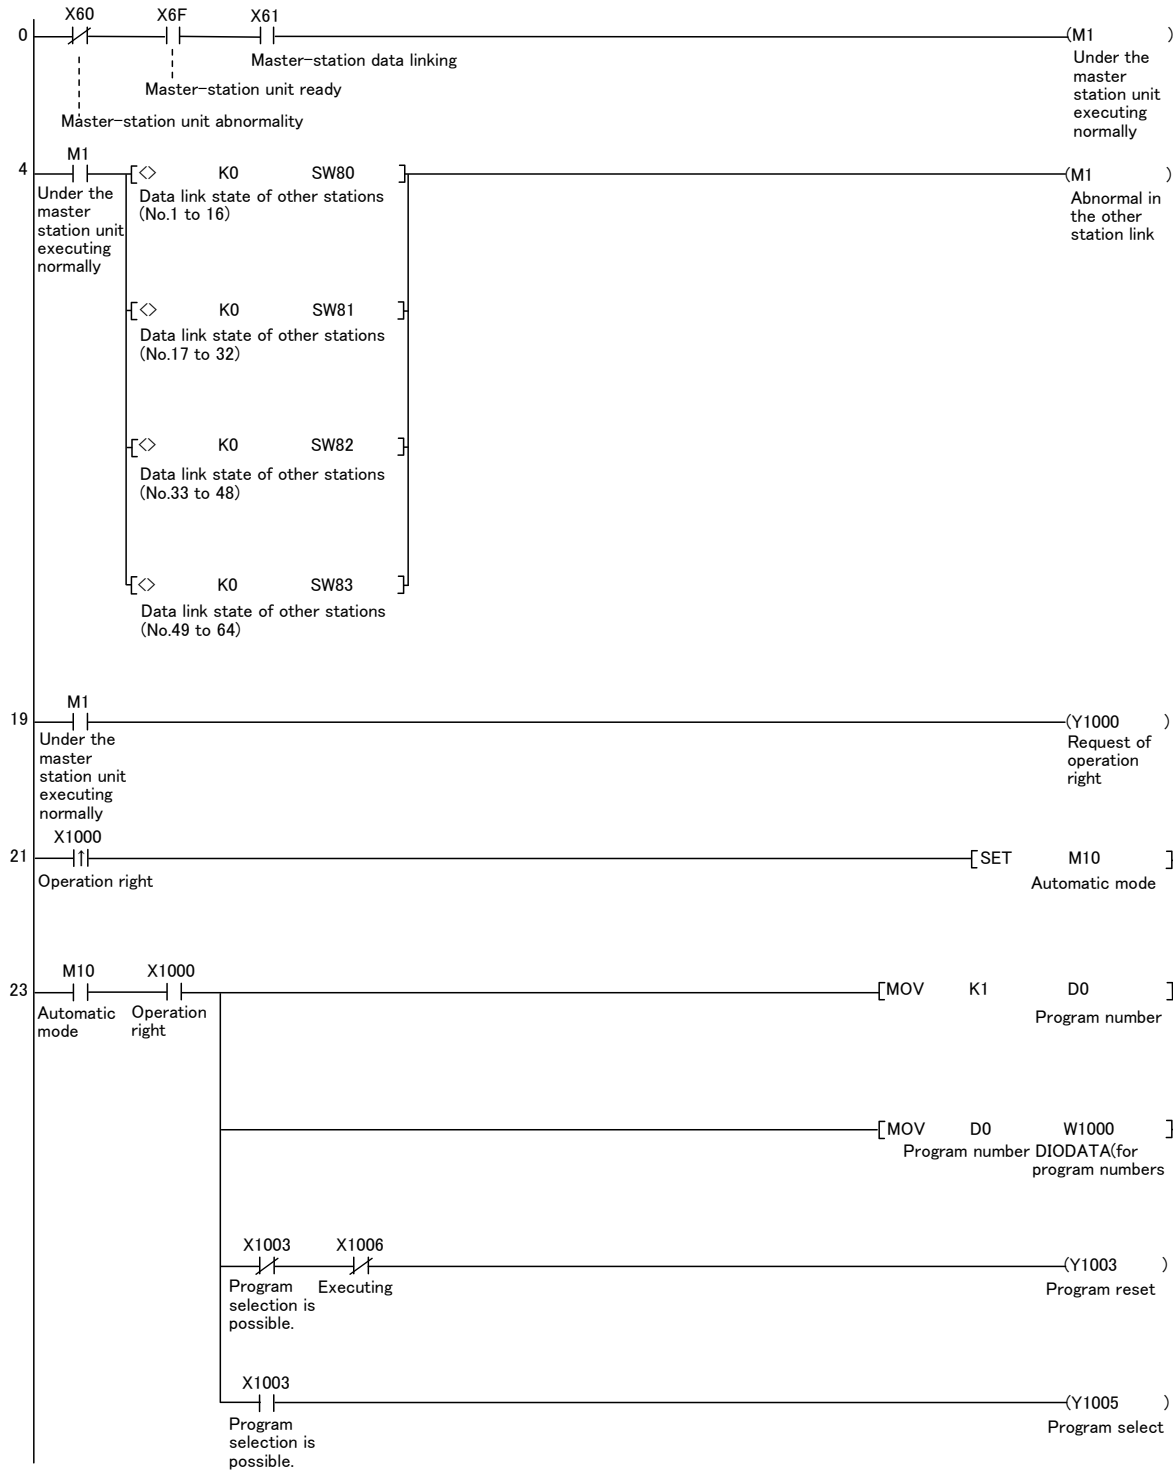 X60 X6F X61
0 (M1 )
Master-station data linking
Under the
master
station unit
executing
normally
Master-station unit ready
Master-station unit abnormality
M1
4 [<> K0 SW80 ] (M1 )
Under the
master
station unit
executing
normally
Data link state of other stations
(No.1 to 16)
Abnormal in
the other
station link
[<> K0 SW81 ]
Data link state of other stations
(No.17 to 32)
[<> K0 SW82 ]
Data link state of other stations
(No.33 to 48)
[<> K0 SW83 ]
Data link state of other stations
(No.49 to 64)
M1
19 (Y1000 )
Under the
master
station unit
executing
normally
Request of
operation
right
X1000
21 ↑ [SET M10 ]
Operation right Automatic mode
M10 X1000
23 [MOV K1 D0 ]
Automatic
mode
Operation
right
Program number
[MOV D0 W1000 ]
Program number DIODATA(for
program numbers
X1003 X1006
(Y1003 )
Program
selection is
possible.
Executing
Program reset
X1003
(Y1005 )
Program
selection is
possible.
Program select